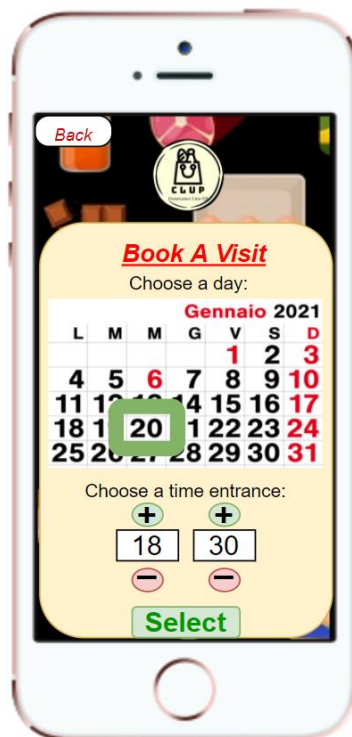 Back
CLUP
Book A Visit
Choose a day:
Gennaio 2021
L M M G V S D
1 2 3
4 5 6 7 8 9 10
11 12 13 14 15 16 17
18 20 22 23 24
25 28 29 30 31
Choose a time entrance:
+ +
18 30
− −
Select